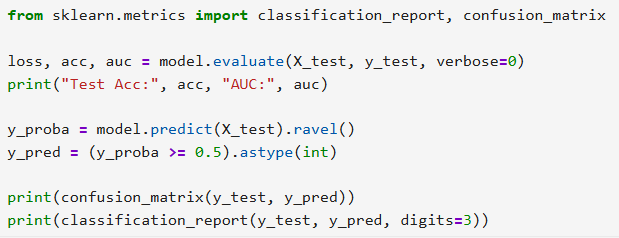 from sklearn.metrics import classification_report, confusion_matrix
loss, acc, auc = model.evaluate(X_test, y_test, verbose=0)
print("Test Acc:", acc, "AUC:", auc)
y_proba = model.predict(X_test).ravel()
y_pred = (y_proba >= 0.5).astype(int)
print(confusion_matrix(y_test, y_pred))
print(classification_report(y_test, y_pred, digits=3))